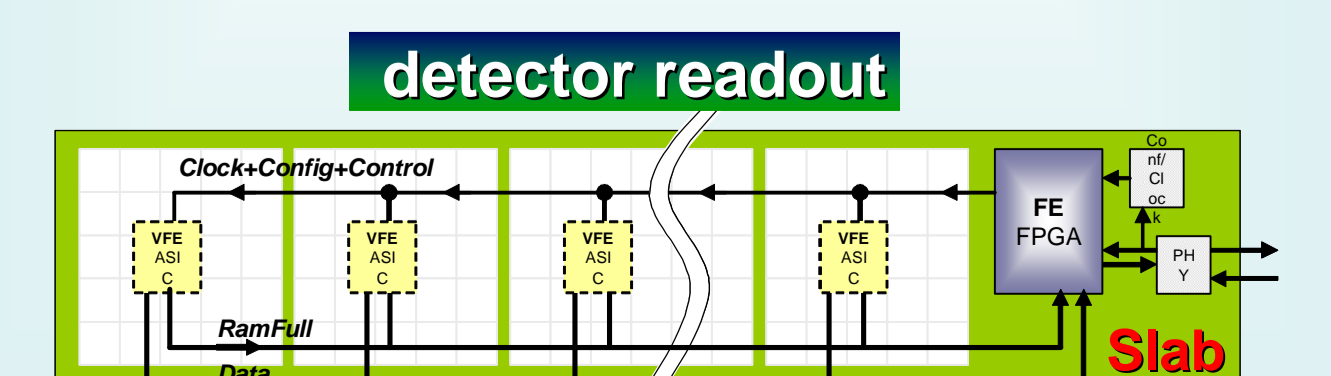 detector readout
Clock+Config+Control
Co
nf/
Cl
oc
k
FE
FPGA
VFE
ASI
C
VFE
ASI
C
VFE
ASI
C
VFE
ASI
C
PH
Y
RamFull
Slab
Data